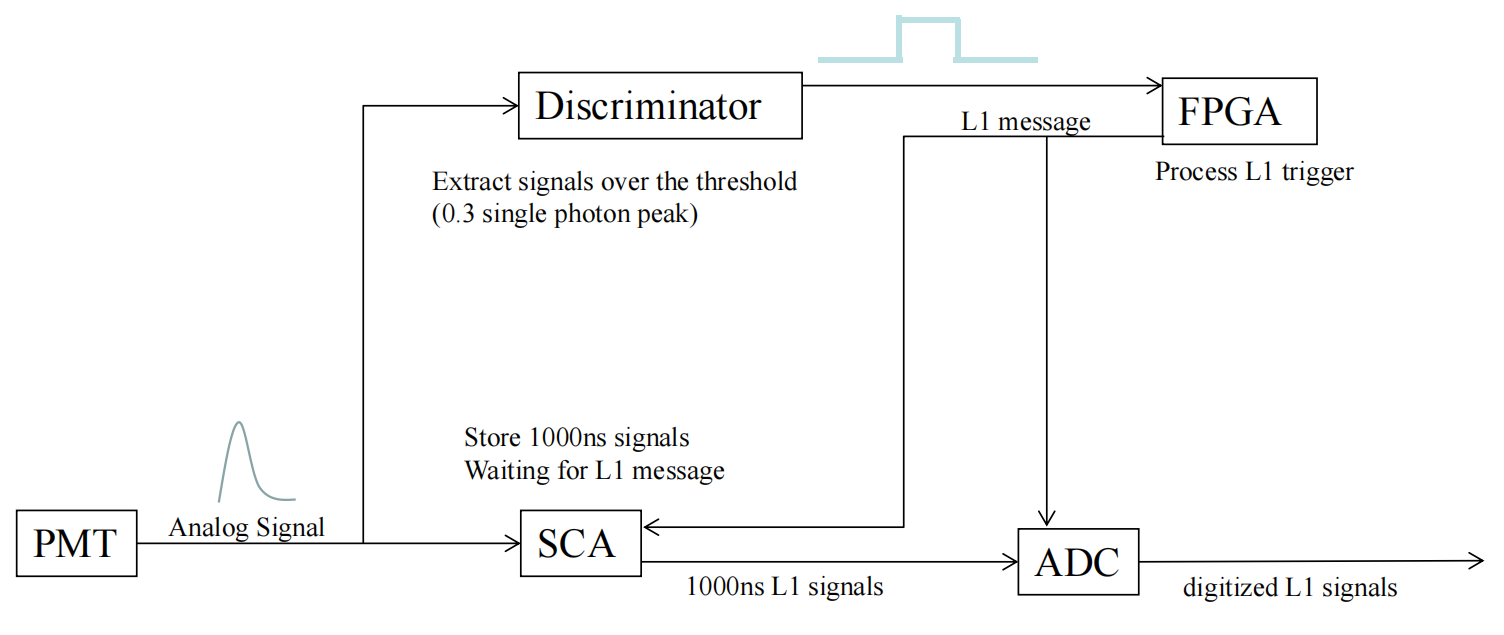 Discriminator
FPGA
L1 message
Process L1 trigger
Extract signals over the threshold
(0.3 single photon peak)
Store 1000ns signals
Waiting for L1 message
PMT
Analog Signal
SCA
1000ns L1 signals
ADC
digitized L1 signals